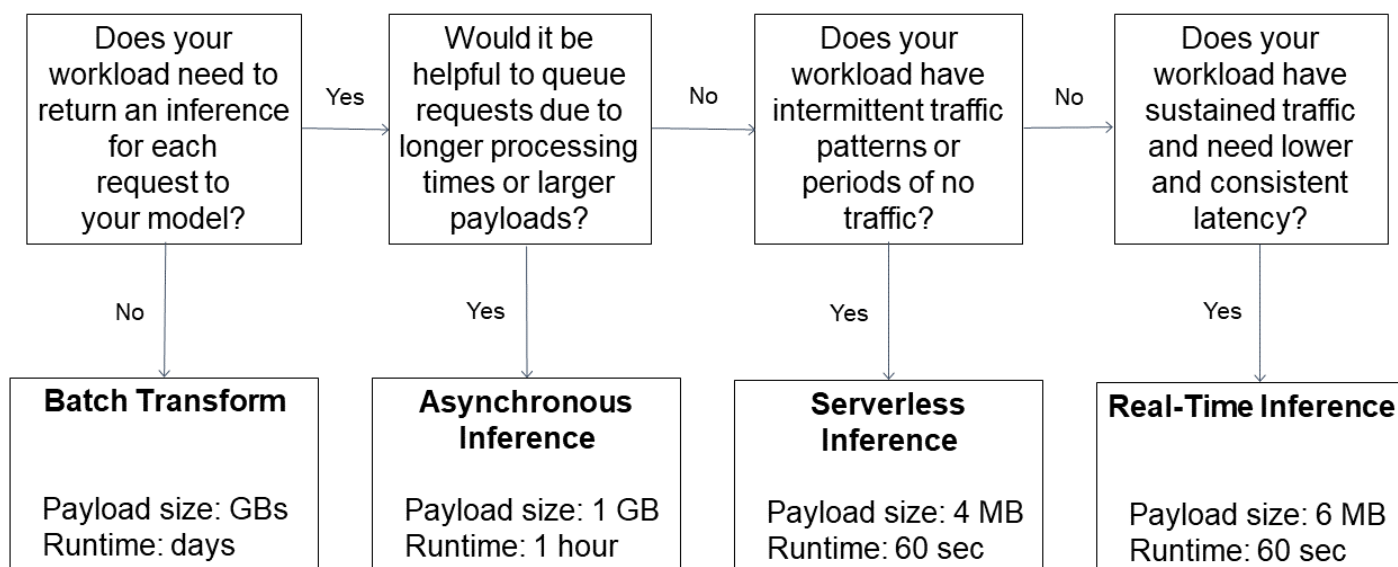 Does your
workload need to
return an inference
for each
request to
your model?
Yes
Would it be
helpful to queue
requests due to
longer processing
times or larger
payloads?
No
Does your
workload have
intermittent traffic
patterns or
periods of no
traffic?
No
Does your
workload have
sustained traffic
and need lower
and consistent
latency?
No
Yes
Yes
Yes
Batch Transform
Payload size: GBs
Runtime: days
Asynchronous
Inference
Payload size: 1 GB
Runtime: 1 hour
Serverless
Inference
Payload size: 4 MB
Runtime: 60 sec
Real-Time Inference
Payload size: 6 MB
Runtime: 60 sec